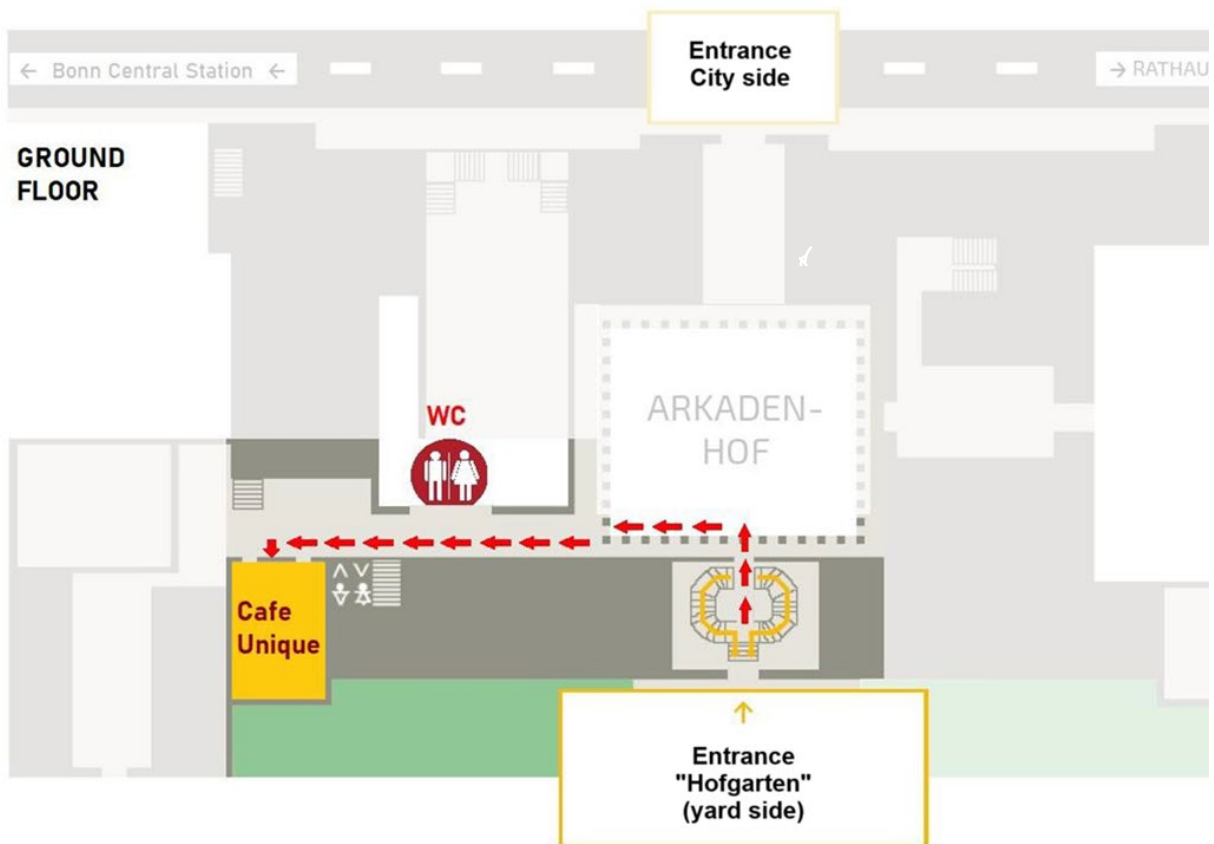 Entrance
City side
← Bonn Central Station ←
→ RATHAU
GROUND
FLOOR
ARKADEN-
HOF
WC
Cafe
Unique
Entrance
"Hofgarten"
(yard side)